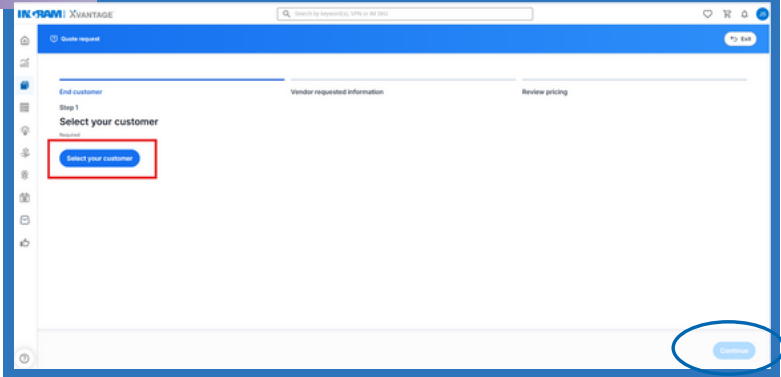 INGRAM XVANTAGE
Search by keyword(s), VPN or IM SKU
JS
Quote request
Exit
End customer
Vendor requested information
Review pricing
Step 1
Select your customer
Required
Select your customer
Continue